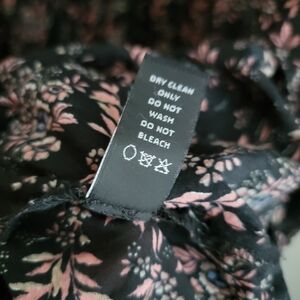 DRY CLEAN
ONLY
DO NOT
WASH
DO NOT
BLEACH